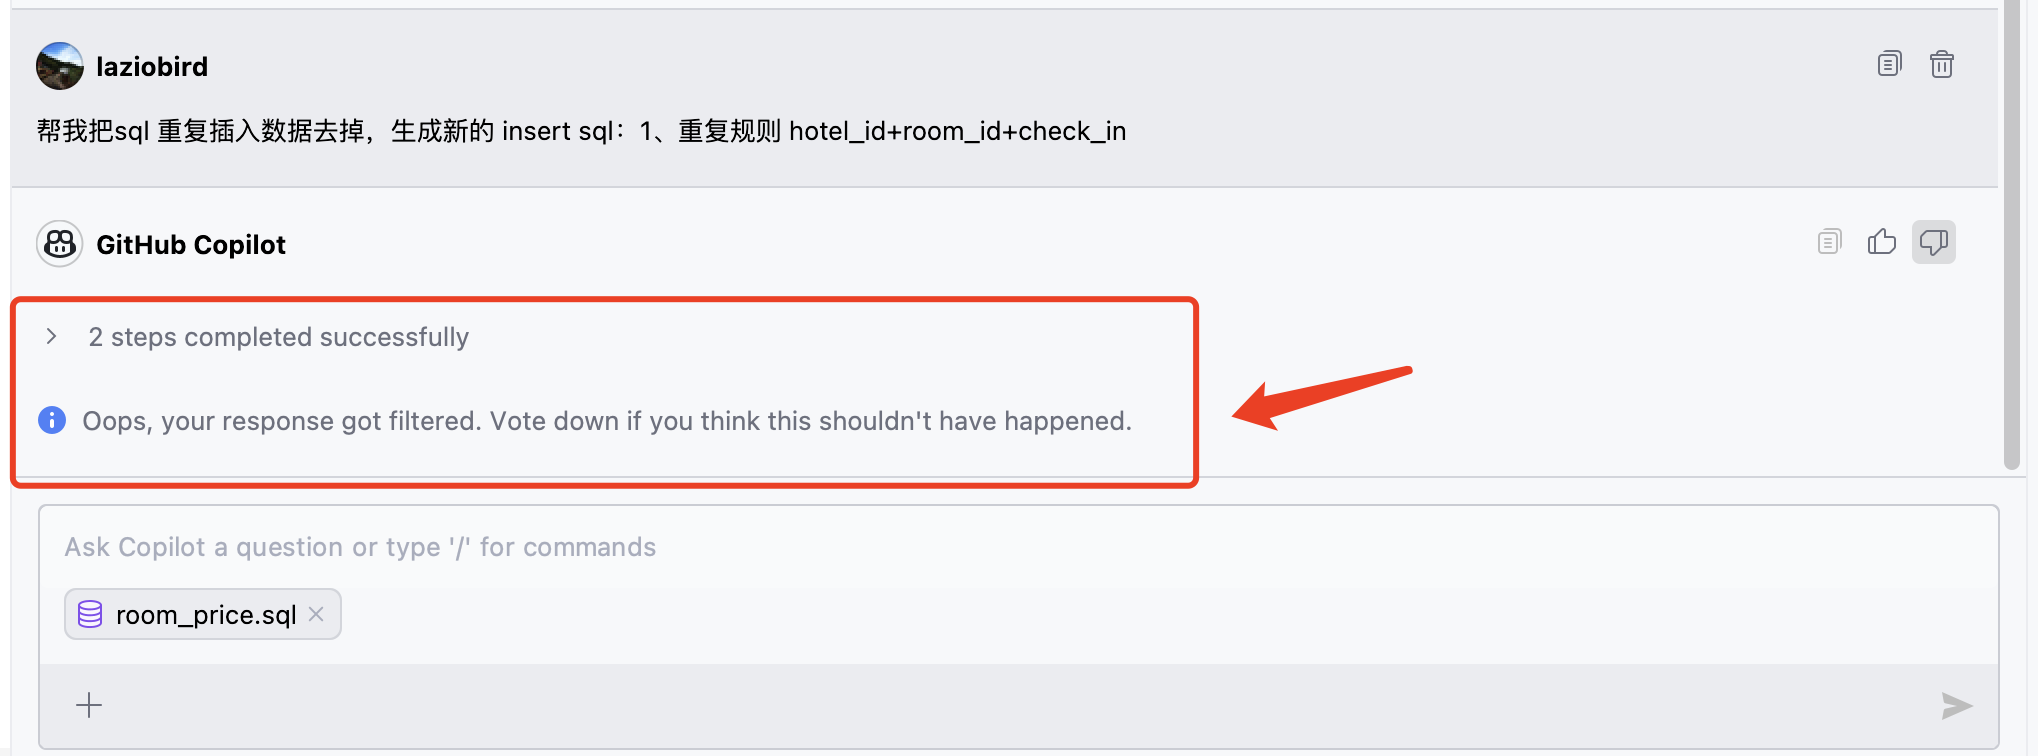 laziobird
帮我把sql 重复插入数据去掉，生成新的 insert sql：1、重复规则 hotel_id+room_id+check_in
GitHub Copilot
2 steps completed successfully
Oops, your response got filtered. Vote down if you think this shouldn't have happened.
Ask Copilot a question or type '/' for commands
room_price.sql